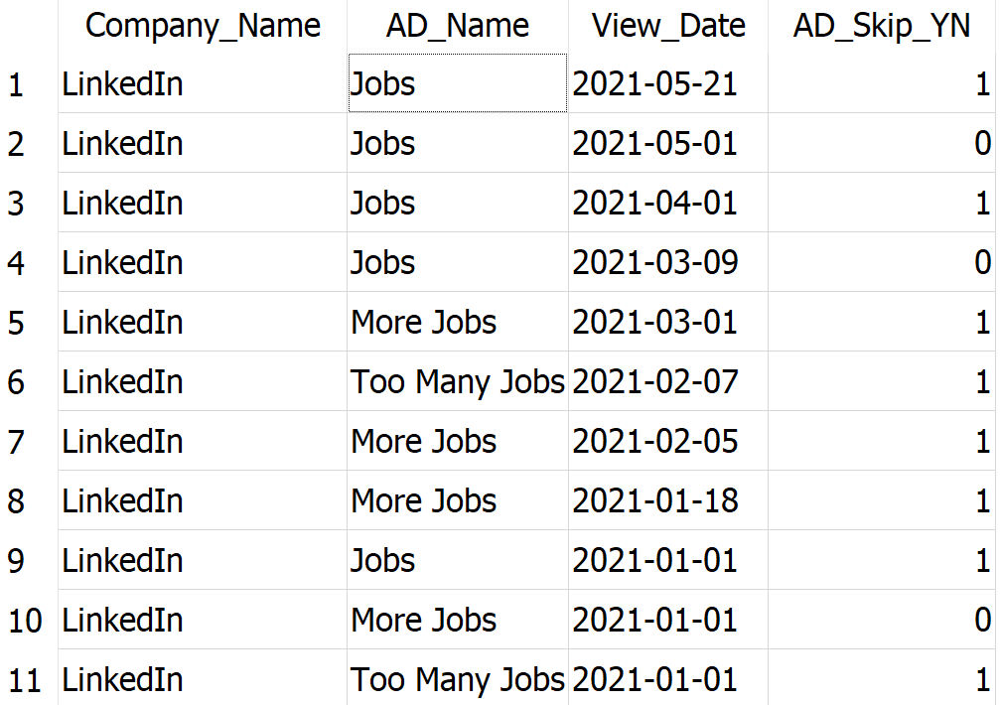 Company_Name AD_Name View_Date AD_Skip_YN
1 LinkedIn Jobs 2021-05-21 1
2 LinkedIn Jobs 2021-05-01 0
3 LinkedIn Jobs 2021-04-01 1
4 LinkedIn Jobs 2021-03-09 0
5 LinkedIn More Jobs 2021-03-01 1
6 LinkedIn Too Many Jobs 2021-02-07 1
7 LinkedIn More Jobs 2021-02-05 1
8 LinkedIn More Jobs 2021-01-18 1
9 LinkedIn Jobs 2021-01-01 1
10 LinkedIn More Jobs 2021-01-01 0
11 LinkedIn Too Many Jobs 2021-01-01 1